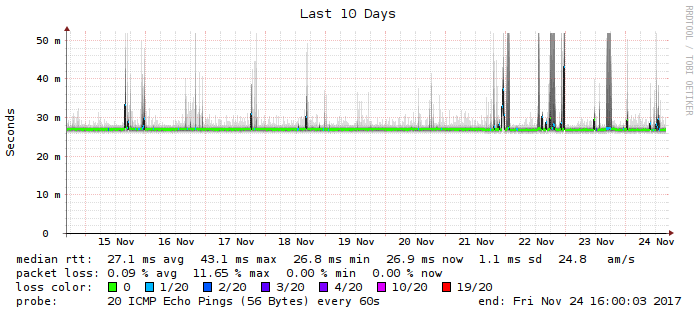 Last 10 Days
RRDTOOL / TOBI OETIKER
Seconds
50 m
40 m
30 m
20 m
10 m
0
15 Nov 16 Nov 17 Nov 18 Nov 19 Nov 20 Nov 21 Nov 22 Nov 23 Nov 24 Nov
median rtt: 27.1 ms avg 43.1 ms max 26.8 ms min 26.9 ms now 1.1 ms sd 24.8 am/s
packet loss: 0.09 % avg 11.65 % max 0.00 % min 0.00 % now
loss color: 0 1/20 2/20 3/20 4/20 10/20 19/20
probe: 20 ICMP Echo Pings (56 Bytes) every 60s end: Fri Nov 24 16:00:03 2017